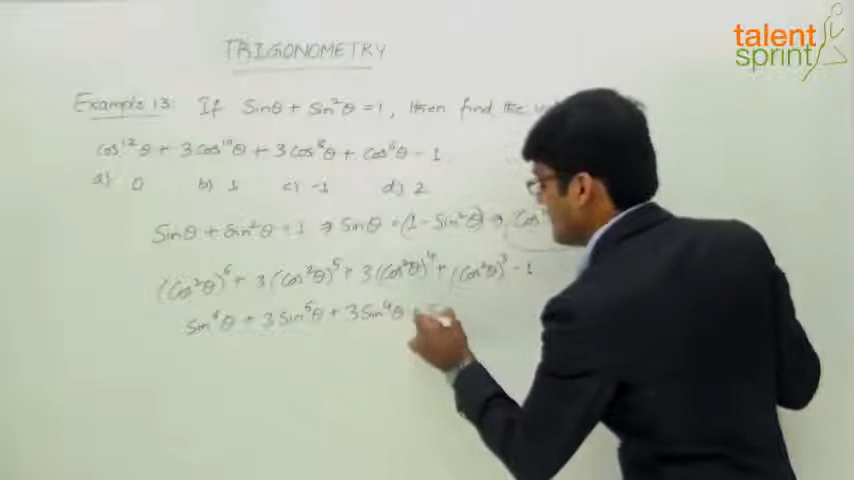 talent
sprint
TRIGONOMETRY
Example 13: If Sinθ + Sin²θ = 1, then find the
Cos¹²θ + 3Cos¹⁰θ + 3Cos⁸θ + Cos⁶θ - 1
a) 0 b) 1 c) -1 d) 2
Sinθ + Sin²θ = 1 ⇒ Sinθ = (1 - Sin²θ) ⇒ Cos
(Cos²θ)⁶ + 3(Cos²θ)⁵ + 3(Cos²θ)⁴ + (Cos²θ)³ - 1
Sin⁶θ + 3Sin⁵θ + 3Sin⁴θ